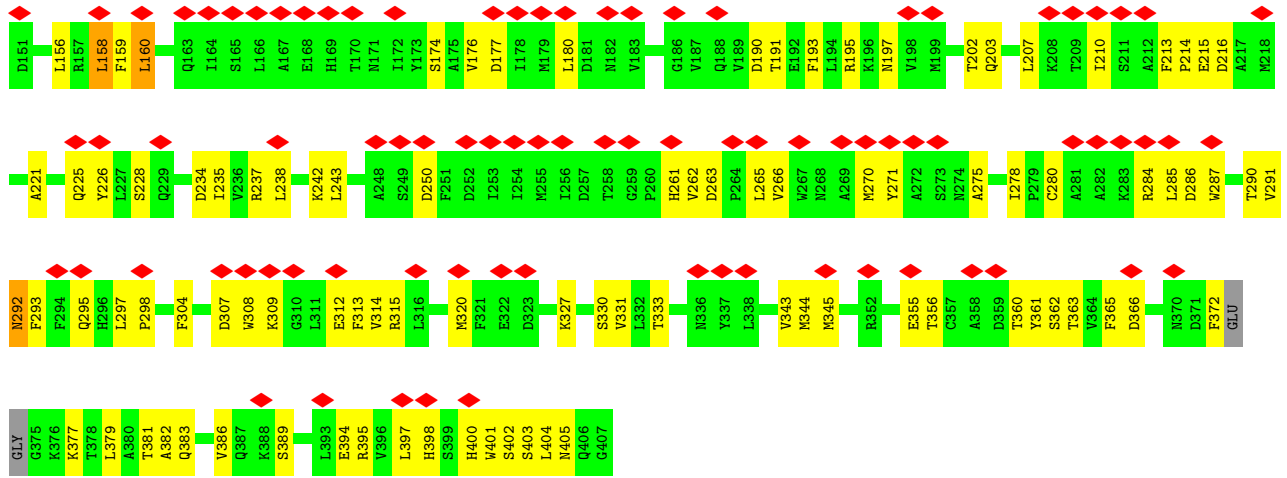 D151 L156 R157 L158 F159 L160 Q163 I164 S165 L166 A167 E168 H169 T170 N171 I172 Y173 S174 A175 V176 D177 I178 M179 L180 D181 N182 V183 G186 V187 Q188 V189 D190 T191 E192 F193 L194 R195 K196 N197 V198 M199 T202 Q203 L207 K208 T209 I210 S211 A212 F213 P214 E215 D216 A217 M218
A221 Q225 Y226 L227 S228 Q229 D234 I235 V236 R237 L238 K242 L243 A248 S249 D250 F251 D252 I253 I254 M255 I256 D257 T258 G259 P260 H261 V262 D263 P264 L265 V266 W267 N268 A269 M270 Y271 A272 S273 N274 A275 I278 P279 C280 A281 A282 K283 R284 L285 D286 W287 T290 V291
N292 F293 F294 Q295 H296 L297 P298 F304 D307 W308 K309 G310 L311 E312 F313 V314 R315 L316 M320 F321 E322 D323 K327 S330 V331 L332 T333 N336 Y337 L338 V343 M344 M345 R352 E355 T356 C357 A358 D359 T360 Y361 S362 T363 V364 F365 D366 N370 D371 F372 GLU
GLY G375 K376 K377 T378 L379 A380 T381 A382 Q383 V386 Q387 K388 S389 L393 E394 R395 V396 L397 H398 S399 H400 W401 S402 S403 L404 N405 Q406 G407